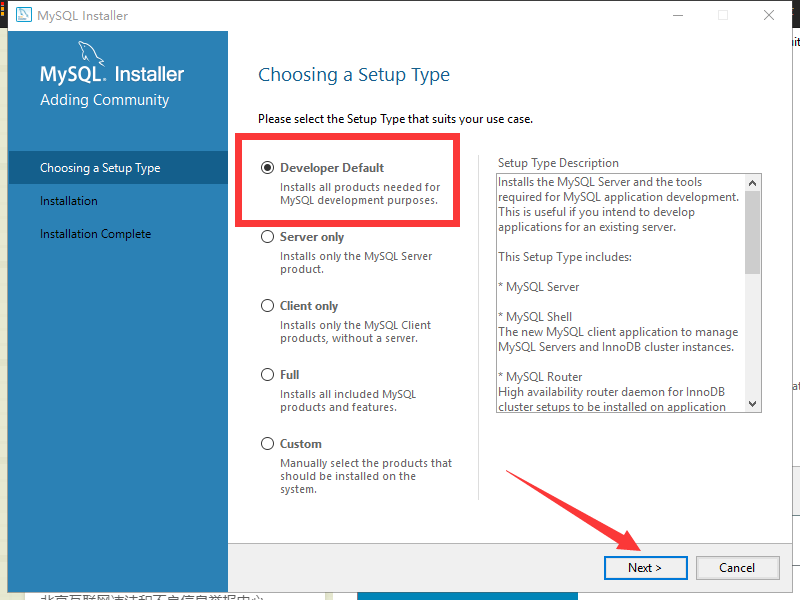 MySQL Installer
MySQL. Installer
Adding Community
Choosing a Setup Type
Installation
Installation Complete
Choosing a Setup Type
Please select the Setup Type that suits your use case.
Developer Default
Installs all products needed for
MySQL development purposes.
Server only
Installs only the MySQL Server
product.
Client only
Installs only the MySQL Client
products, without a server.
Full
Installs all included MySQL
products and features.
Custom
Manually select the products that
should be installed on the
system.
Setup Type Description
Installs the MySQL Server and the tools
required for MySQL application development.
This is useful if you intend to develop
applications for an existing server.
This Setup Type includes:
* MySQL Server
* MySQL Shell
The new MySQL client application to manage
MySQL Servers and InnoDB cluster instances.
* MySQL Router
High availability router daemon for InnoDB
cluster setups to be installed on application
Next >
Cancel